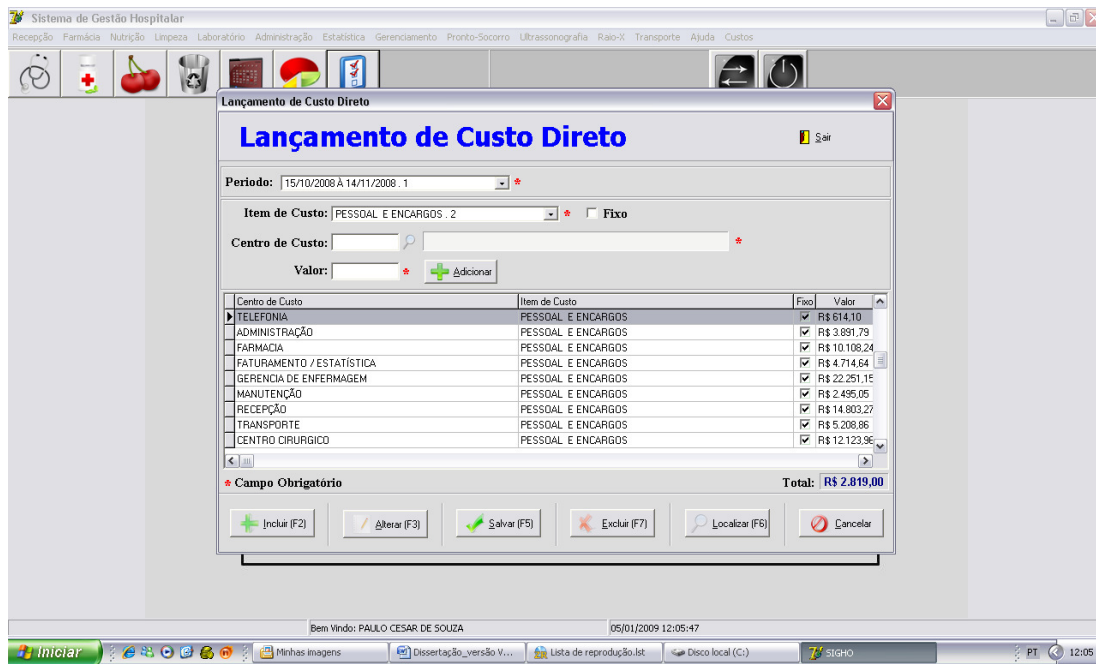 Sistema de Gestão Hospitalar
Recepção Farmácia Nutrição Limpeza Laboratório Administração Estatística Gerenciamento Pronto-Socorro Ultrassonografia Raio-X Transporte Ajuda Custos
Lançamento de Custo Direto
Lançamento de Custo Direto
Sair
Periodo: 15/10/2008 À 14/11/2008 . 1 *
Item de Custo: PESSOAL E ENCARGOS . 2 * Fixo
Centro de Custo: *
Valor: * Adicionar
Centro de Custo Item de Custo Fixo Valor
TELEFONIA PESSOAL E ENCARGOS R$ 614,10
ADMINISTRAÇÃO PESSOAL E ENCARGOS R$ 3.891,79
FARMACIA PESSOAL E ENCARGOS R$ 10.108,24
FATURAMENTO / ESTATÍSTICA PESSOAL E ENCARGOS R$ 4.714,64
GERENCIA DE ENFERMAGEM PESSOAL E ENCARGOS R$ 22.251,15
MANUTENÇÃO PESSOAL E ENCARGOS R$ 2.495,05
RECEPÇÃO PESSOAL E ENCARGOS R$ 14.803,27
TRANSPORTE PESSOAL E ENCARGOS R$ 5.208,86
CENTRO CIRURGICO PESSOAL E ENCARGOS R$ 12.123,96
* Campo Obrigatório Total: R$ 2.819,00
Incluir (F2) Alterar (F3) Salvar (F5) Excluir (F7) Localizar (F6) Cancelar
Bem Vindo: PAULO CESAR DE SOUZA 05/01/2009 12:05:47
Iniciar Minhas imagens Dissertação_versão V... Lista de reprodução.lst Disco local (C:) SIGHO PT 12:05